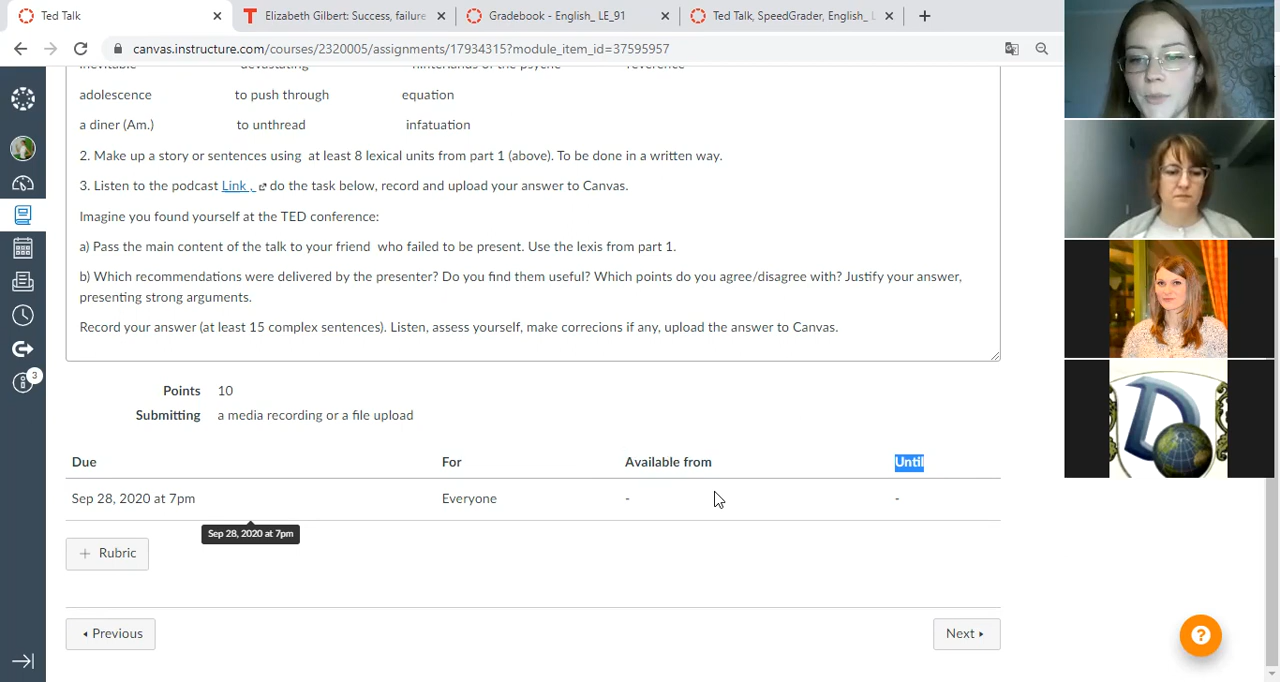 Ted Talk
Elizabeth Gilbert: Success, failure
Gradebook - English_ LE_91
Ted Talk, SpeedGrader, English_ L
canvas.instructure.com/courses/2320005/assignments/17934315?module_item_id=37595957
inevitable devastating hinterlands of the psyche reverence
adolescence to push through equation
a diner (Am.) to unthread infatuation
2. Make up a story or sentences using at least 8 lexical units from part 1 (above). To be done in a written way.
3. Listen to the podcast Link , do the task below, record and upload your answer to Canvas.
Imagine you found yourself at the TED conference:
a) Pass the main content of the talk to your friend who failed to be present. Use the lexis from part 1.
b) Which recommendations were delivered by the presenter? Do you find them useful? Which points do you agree/disagree with? Justify your answer,
presenting strong arguments.
Record your answer (at least 15 complex sentences). Listen, assess yourself, make correcions if any, upload the answer to Canvas.
Points 10
Submitting a media recording or a file upload
Due For Available from Until
Sep 28, 2020 at 7pm Everyone - -
Sep 28, 2020 at 7pm
+ Rubric
Previous
Next
3
?
D